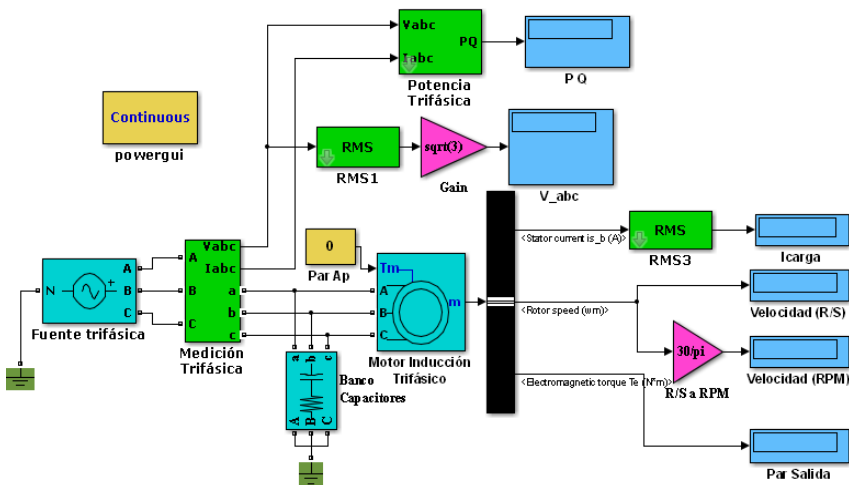 Vabc
Iabc
PQ
Potencia
Trifásica
P Q
Continuous
powergui
RMS
RMS1
sqrt(3)
Gain
V_abc
0
Par Ap
<Stator current is_b (A)>
RMS
RMS3
Icarga
N
+
A
B
C
Fuente trifásica
A
B
C
Vabc
Iabc
a
b
c
Medición
Trifásica
Tm
A
B
C
m
Motor Inducción
Trifásico
<Rotor speed (wm)>
Velocidad (R/S)
30/pi
R/S a RPM
Velocidad (RPM)
a
b
c
A
B
C
Banco
Capacitores
<Electromagnetic torque Te (N*m)>
Par Salida